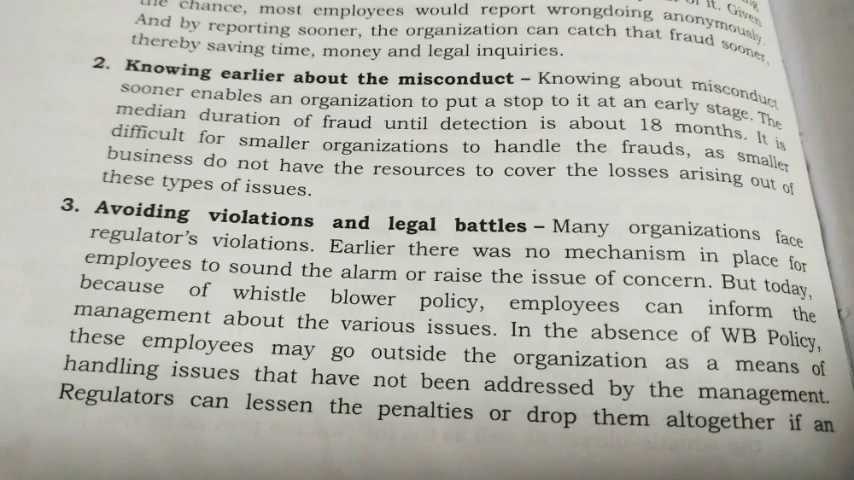 of it. Given
the chance, most employees would report wrongdoing anonymously.
And by reporting sooner, the organization can catch that fraud sooner,
thereby saving time, money and legal inquiries.
2. Knowing earlier about the misconduct – Knowing about misconduct
sooner enables an organization to put a stop to it at an early stage. The
median duration of fraud until detection is about 18 months. It is
difficult for smaller organizations to handle the frauds, as smaller
business do not have the resources to cover the losses arising out of
these types of issues.
3. Avoiding violations and legal battles – Many organizations face
regulator's violations. Earlier there was no mechanism in place for
employees to sound the alarm or raise the issue of concern. But today,
because of whistle blower policy, employees can inform the
management about the various issues. In the absence of WB Policy,
these employees may go outside the organization as a means of
handling issues that have not been addressed by the management.
Regulators can lessen the penalties or drop them altogether if an